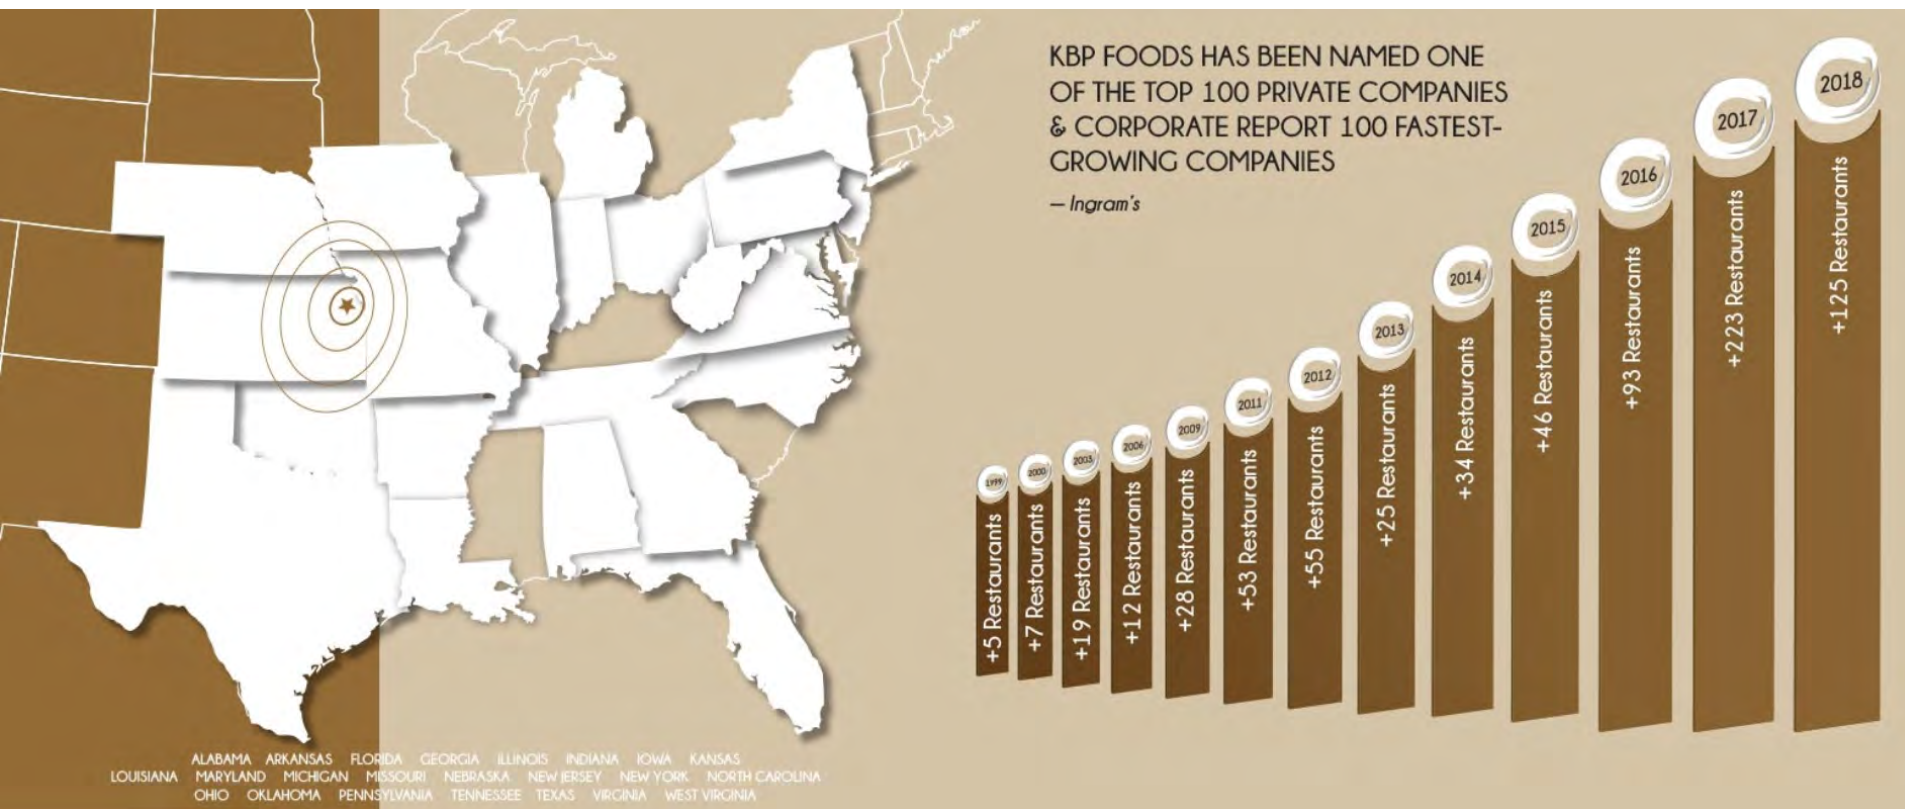 KBP FOODS HAS BEEN NAMED ONE
OF THE TOP 100 PRIVATE COMPANIES
& CORPORATE REPORT 100 FASTEST-
GROWING COMPANIES
— Ingram's
1999
+5 Restaurants
2000
+7 Restaurants
2003
+19 Restaurants
2006
+12 Restaurants
2009
+28 Restaurants
2011
+53 Restaurants
2012
+55 Restaurants
2013
+25 Restaurants
2014
+34 Restaurants
2015
+46 Restaurants
2016
+93 Restaurants
2017
+223 Restaurants
2018
+125 Restaurants
ALABAMA ARKANSAS FLORIDA GEORGIA ILLINOIS INDIANA IOWA KANSAS
LOUISIANA MARYLAND MICHIGAN MISSOURI NEBRASKA NEW JERSEY NEW YORK NORTH CAROLINA
OHIO OKLAHOMA PENNSYLVANIA TENNESSEE TEXAS VIRGINIA WEST VIRGINIA